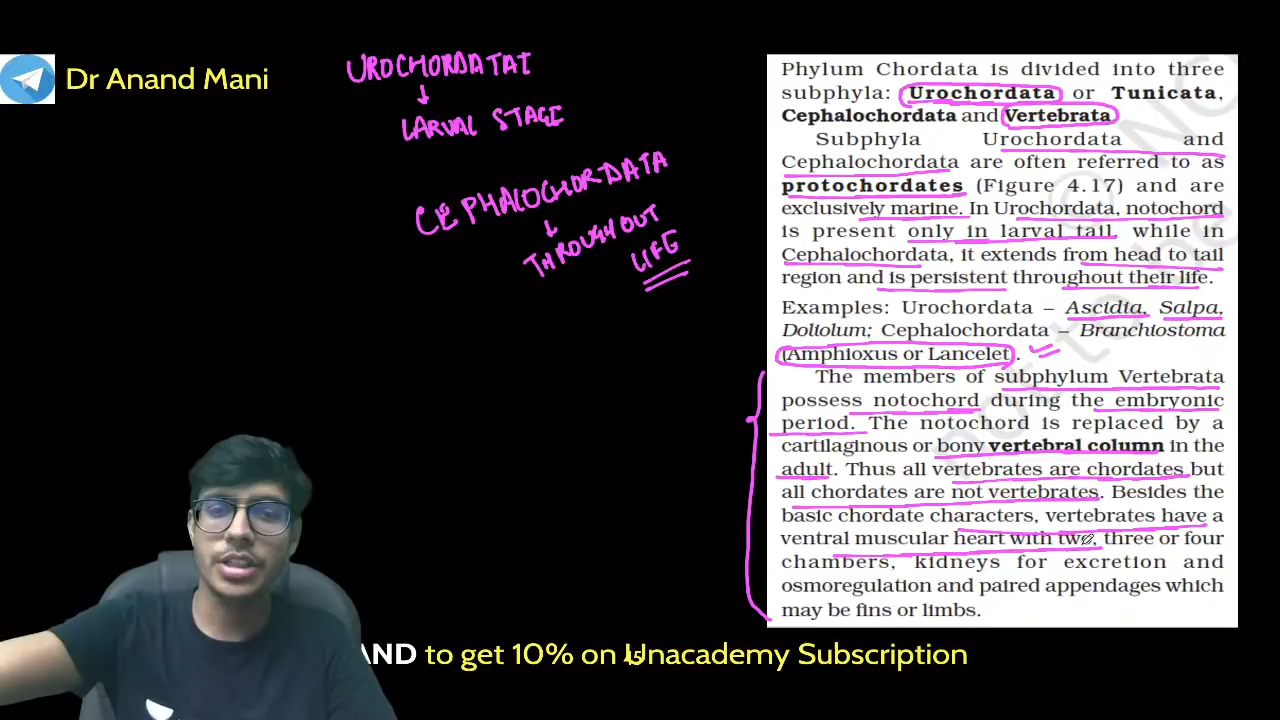 Dr Anand Mani
UROCHORDATAI
LARVAL STAGE
CEPHALOCHORDATA
THROUGHOUT
LIFE
Phylum Chordata is divided into three
subphyla: Urochordata or Tunicata,
Cephalochordata and Vertebrata.
Subphyla Urochordata and
Cephalochordata are often referred to as
protochordates (Figure 4.17) and are
exclusively marine. In Urochordata, notochord
is present only in larval tail, while in
Cephalochordata, it extends from head to tail
region and is persistent throughout their life.
Examples: Urochordata – Ascidia, Salpa,
Doliolum; Cephalochordata – Branchiostoma
(Amphioxus or Lancelet).
The members of subphylum Vertebrata
possess notochord during the embryonic
period. The notochord is replaced by a
cartilaginous or bony vertebral column in the
adult. Thus all vertebrates are chordates but
all chordates are not vertebrates. Besides the
basic chordate characters, vertebrates have a
ventral muscular heart with two, three or four
chambers, kidneys for excretion and
osmoregulation and paired appendages which
may be fins or limbs.
AND to get 10% on Unacademy Subscription